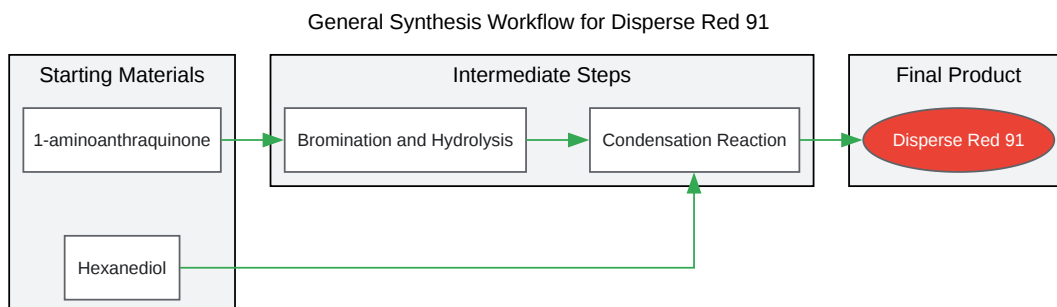 General Synthesis Workflow for Disperse Red 91
Starting Materials
Intermediate Steps
Final Product
1-aminoanthraquinone
Bromination and Hydrolysis
Condensation Reaction
Disperse Red 91
Hexanediol